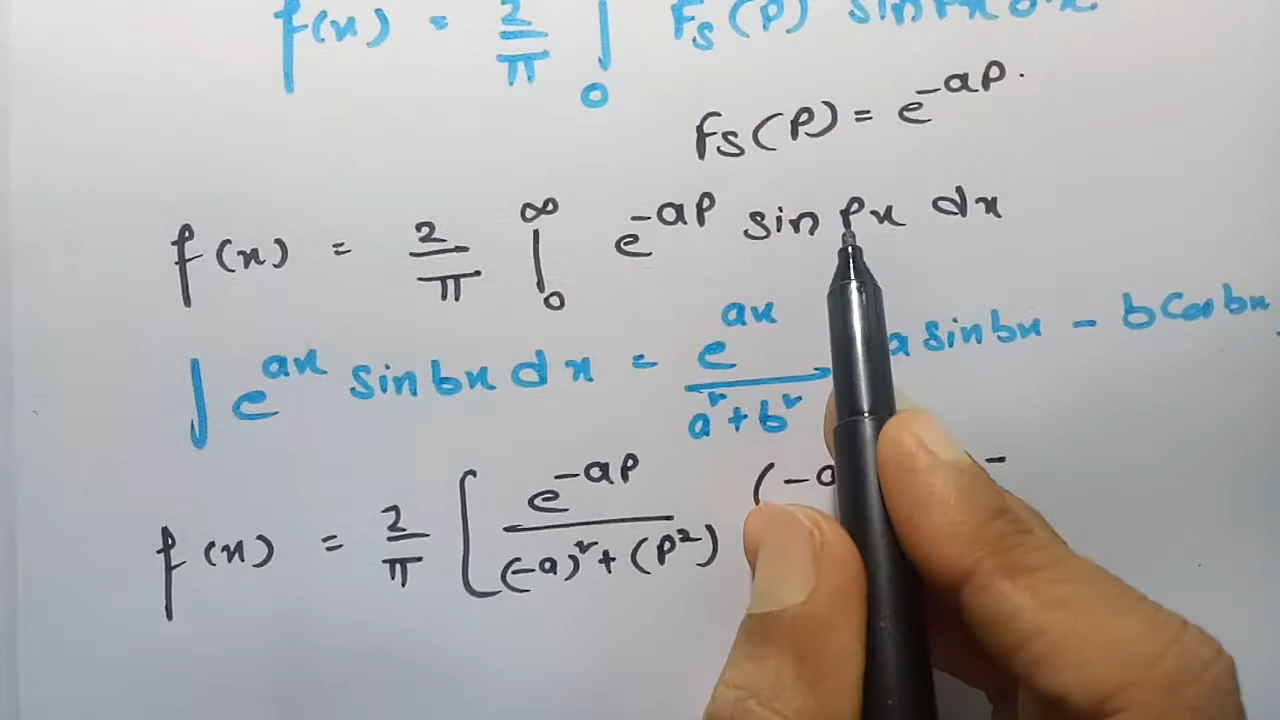 f(x) = 2/π ∫₀ Fs(P) sin Px dx
Fs(P) = e^{-aP}.
f(x) = 2/π ∫₀^∞ e^{-aP} sin Px dx
∫ e^{ax} sin bx dx = e^{ax}/(a²+b²) a sin bx - b cos bx
f(x) = 2/π [ e^{-aP}/((-a)²+(P²)) (-a ) -